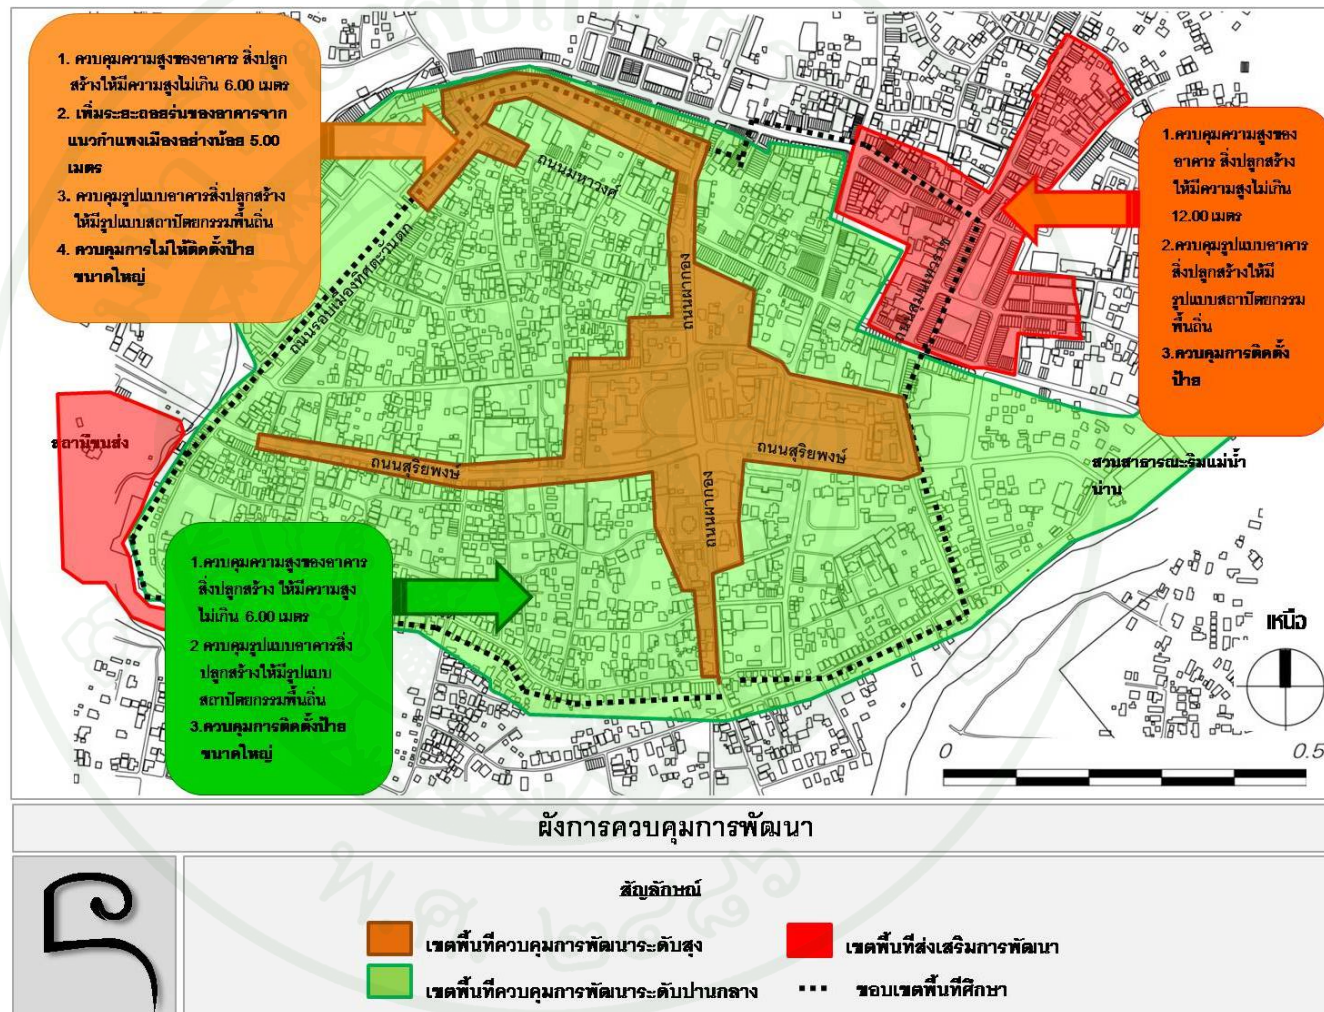 1. ควบคุมความสูงของอาคาร สิ่งปลูก
สร้างให้มีความสูงไม่เกิน 6.00 เมตร
2. เพิ่มระยะถอยร่นของอาคารจาก
แนวกำแพงเมืองอย่างน้อย 5.00
เมตร
3. ควบคุมรูปแบบอาคารสิ่งปลูกสร้าง
ให้มีรูปแบบสถาปัตยกรรมพื้นถิ่น
4. ควบคุมการไม่ให้ติดตั้งป้าย
ขนาดใหญ่
1.ควบคุมความสูงของ
อาคาร สิ่งปลูกสร้าง
ให้มีความสูงไม่เกิน
12.00 เมตร
2.ควบคุมรูปแบบอาคาร
สิ่งปลูกสร้างให้มี
รูปแบบสถาปัตยกรรม
พื้นถิ่น
3.ควบคุมการติดตั้ง
ป้าย
ถนนมหาวงศ์
ถนนผากอง
ถนนสุมนเทวราช
ถนนรอบเมืองทิศตะวันตก
สถานีขนส่ง
ถนนสุริยพงษ์
ถนนสุริยพงษ์
สวนสาธารณะริมแม่น้ำ
น่าน
ถนนผากอง
1.ควบคุมความสูงของอาคาร
สิ่งปลูกสร้าง ให้มีความสูง
ไม่เกิน 6.00 เมตร
2 ควบคุมรูปแบบอาคารสิ่ง
ปลูกสร้างให้มีรูปแบบ
สถาปัตยกรรมพื้นถิ่น
3.ควบคุมการติดตั้งป้าย
ขนาดใหญ่
เหนือ
0 0.5
ผังการควบคุมการพัฒนา
สัญลักษณ์
เขตพื้นที่ควบคุมการพัฒนาระดับสูง
เขตพื้นที่ส่งเสริมการพัฒนา
เขตพื้นที่ควบคุมการพัฒนาระดับปานกลาง
ขอบเขตพื้นที่ศึกษา
พ.ศ. ๒๔๘๖